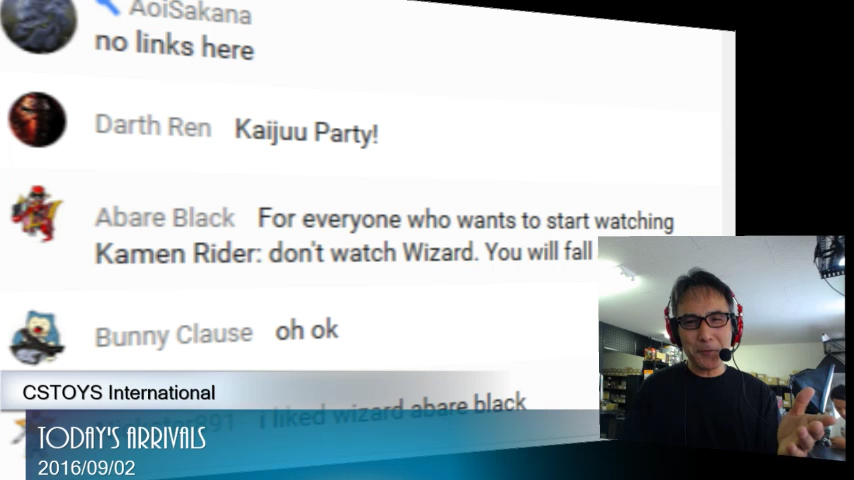 AoiSakana
no links here
Darth Ren Kaijuu Party!
Abare Black For everyone who wants to start watching
Kamen Rider: don't watch Wizard. You will fall
Bunny Clause oh ok
891 i liked wizard abare black
CSTOYS International
TODAY'S ARRIVALS
2016/09/02